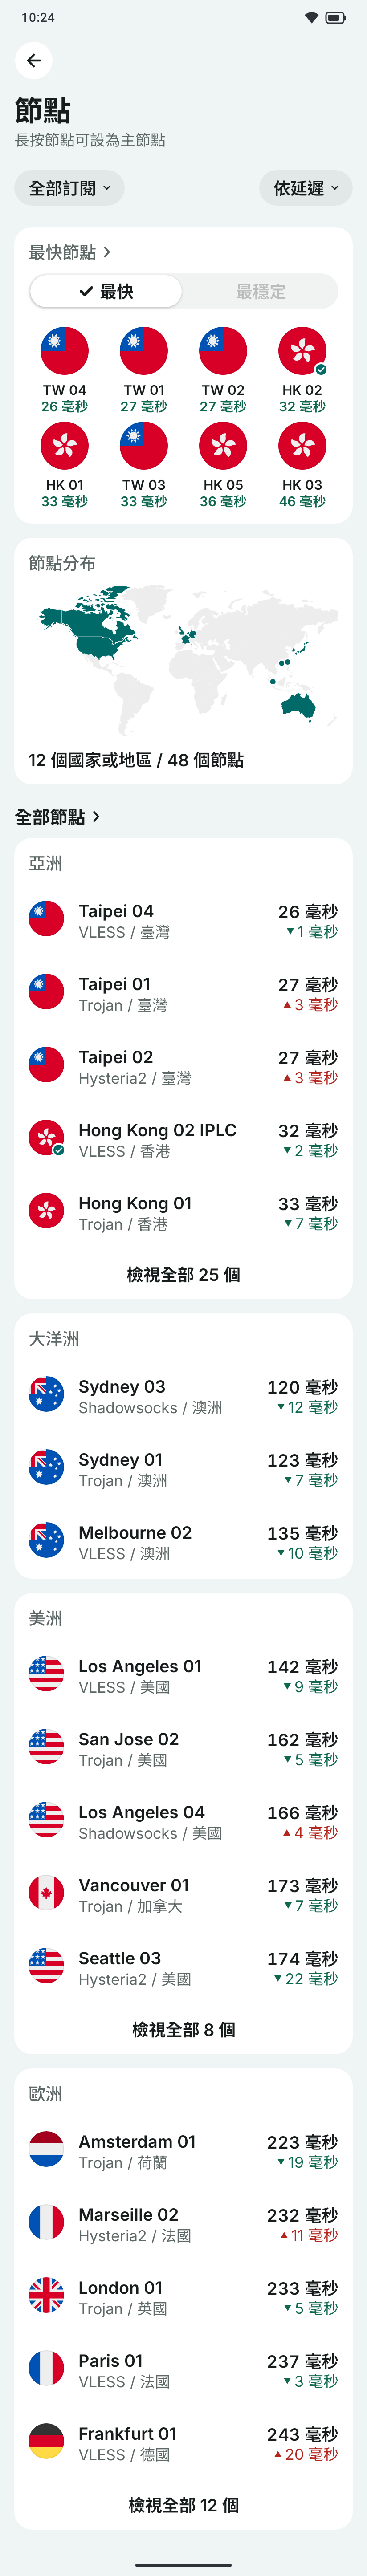 10:24
節點
長按節點可設為主節點
全部訂閱
依延遲
最快節點
最快
最穩定
TW 04
TW 01
TW 02
HK 02
26 毫秒
27 毫秒
27 毫秒
32 毫秒
HK 01
TW 03
HK 05
HK 03
33 毫秒
33 毫秒
36 毫秒
46 毫秒
節點分布
12 個國家或地區 / 48 個節點
全部節點
亞洲
Taipei 04
26 毫秒
VLESS / 臺灣
▼1 毫秒
Taipei 01
27 毫秒
Trojan / 臺灣
▲3 毫秒
Taipei 02
27 毫秒
Hysteria2 / 臺灣
▲3 毫秒
Hong Kong 02 IPLC
32 毫秒
VLESS / 香港
▼2 毫秒
Hong Kong 01
33 毫秒
Trojan / 香港
▼7 毫秒
檢視全部 25 個
大洋洲
Sydney 03
120 毫秒
Shadowsocks / 澳洲
▼12 毫秒
Sydney 01
123 毫秒
Trojan / 澳洲
▼7 毫秒
Melbourne 02
135 毫秒
VLESS / 澳洲
▼10 毫秒
美洲
Los Angeles 01
142 毫秒
VLESS / 美國
▼9 毫秒
San Jose 02
162 毫秒
Trojan / 美國
▼5 毫秒
Los Angeles 04
166 毫秒
Shadowsocks / 美國
▲4 毫秒
Vancouver 01
173 毫秒
Trojan / 加拿大
▼7 毫秒
Seattle 03
174 毫秒
Hysteria2 / 美國
▼22 毫秒
檢視全部 8 個
歐洲
Amsterdam 01
223 毫秒
Trojan / 荷蘭
▼19 毫秒
Marseille 02
232 毫秒
Hysteria2 / 法國
▲11 毫秒
London 01
233 毫秒
Trojan / 英國
▼5 毫秒
Paris 01
237 毫秒
VLESS / 法國
▼3 毫秒
Frankfurt 01
243 毫秒
VLESS / 德國
▲20 毫秒
檢視全部 12 個